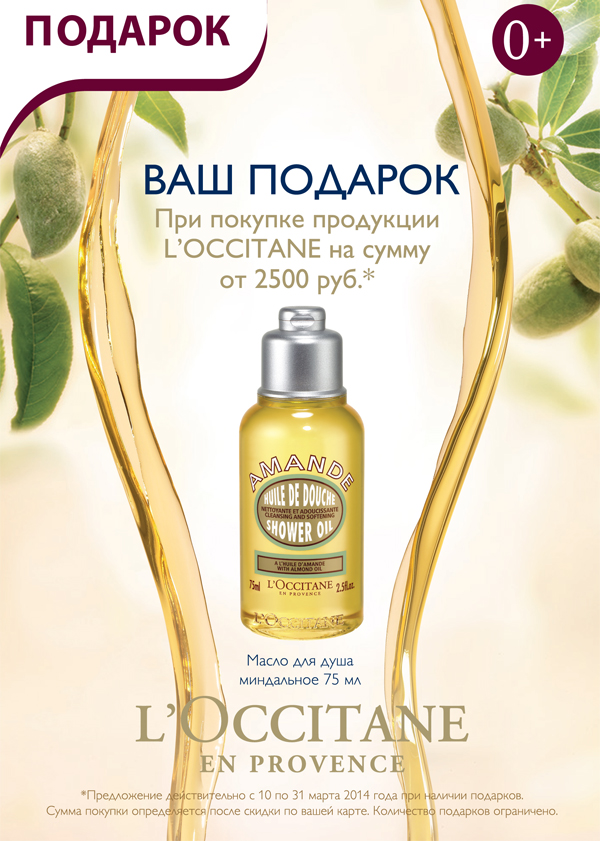 ПОДАРОК
0+
ВАШ ПОДАРОК
При покупке продукции
L'OCCITANE на сумму
от 2500 руб.*
AMANDE
HUILE DE DOUCHE
NETTOYANTE ET ADOUCISSANTE
CLEANSING AND SOFTENING
SHOWER OIL
A L'HUILE D'AMANDE
WITH ALMOND OIL
75ml L'OCCITANE 2.5fl.oz.
EN PROVENCE
L'OCCITANE
Масло для душа
миндальное 75 мл
L'OCCITANE
EN PROVENCE
*Предложение действительно с 10 по 31 марта 2014 года при наличии подарков.
Сумма покупки определяется после скидки по вашей карте. Количество подарков ограничено.